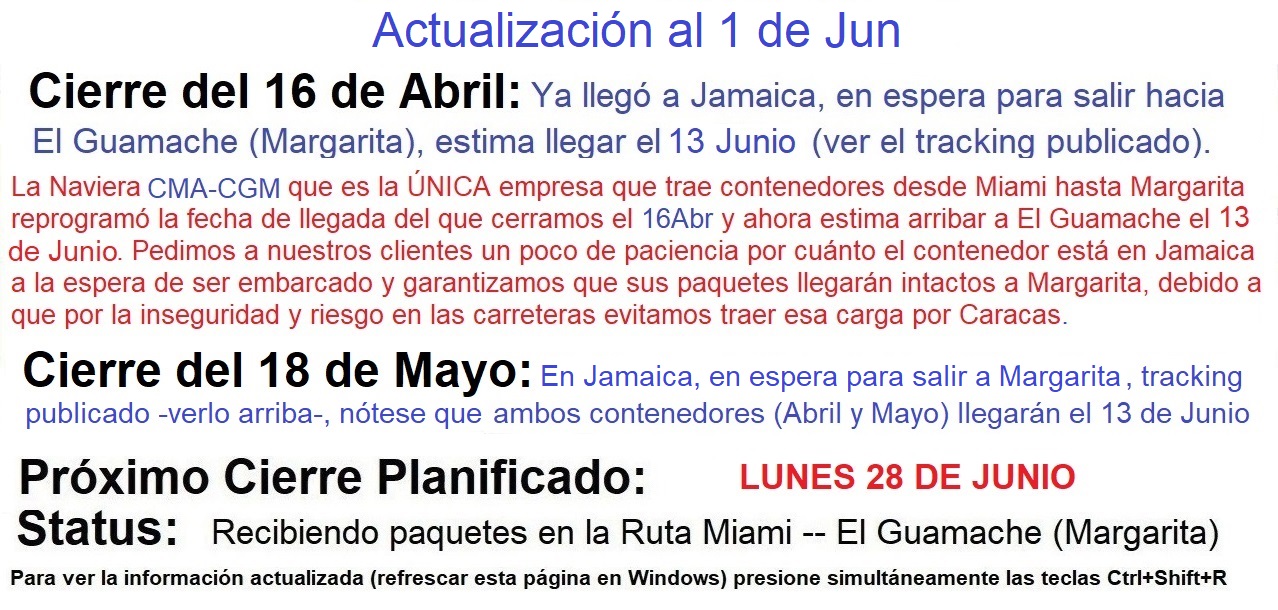 Actualización al 1 de Jun
Cierre del 16 de Abril: Ya llegó a Jamaica, en espera para salir hacia
El Guamache (Margarita), estima llegar el 13 Junio (ver el tracking publicado).
La Naviera CMA-CGM que es la ÚNICA empresa que trae contenedores desde Miami hasta Margarita
reprogramó la fecha de llegada del que cerramos el 16Abr y ahora estima arribar a El Guamache el 13
de Junio. Pedimos a nuestros clientes un poco de paciencia por cuánto el contenedor está en Jamaica
a la espera de ser embarcado y garantizamos que sus paquetes llegarán intactos a Margarita, debido a
que por la inseguridad y riesgo en las carreteras evitamos traer esa carga por Caracas.
Cierre del 18 de Mayo: En Jamaica, en espera para salir a Margarita, tracking
publicado -verlo arriba-, nótese que ambos contenedores (Abril y Mayo) llegarán el 13 de Junio
Próximo Cierre Planificado: LUNES 28 DE JUNIO
Status: Recibiendo paquetes en la Ruta Miami -- El Guamache (Margarita)
Para ver la información actualizada (refrescar esta página en Windows) presione simultáneamente las teclas Ctrl+Shift+R